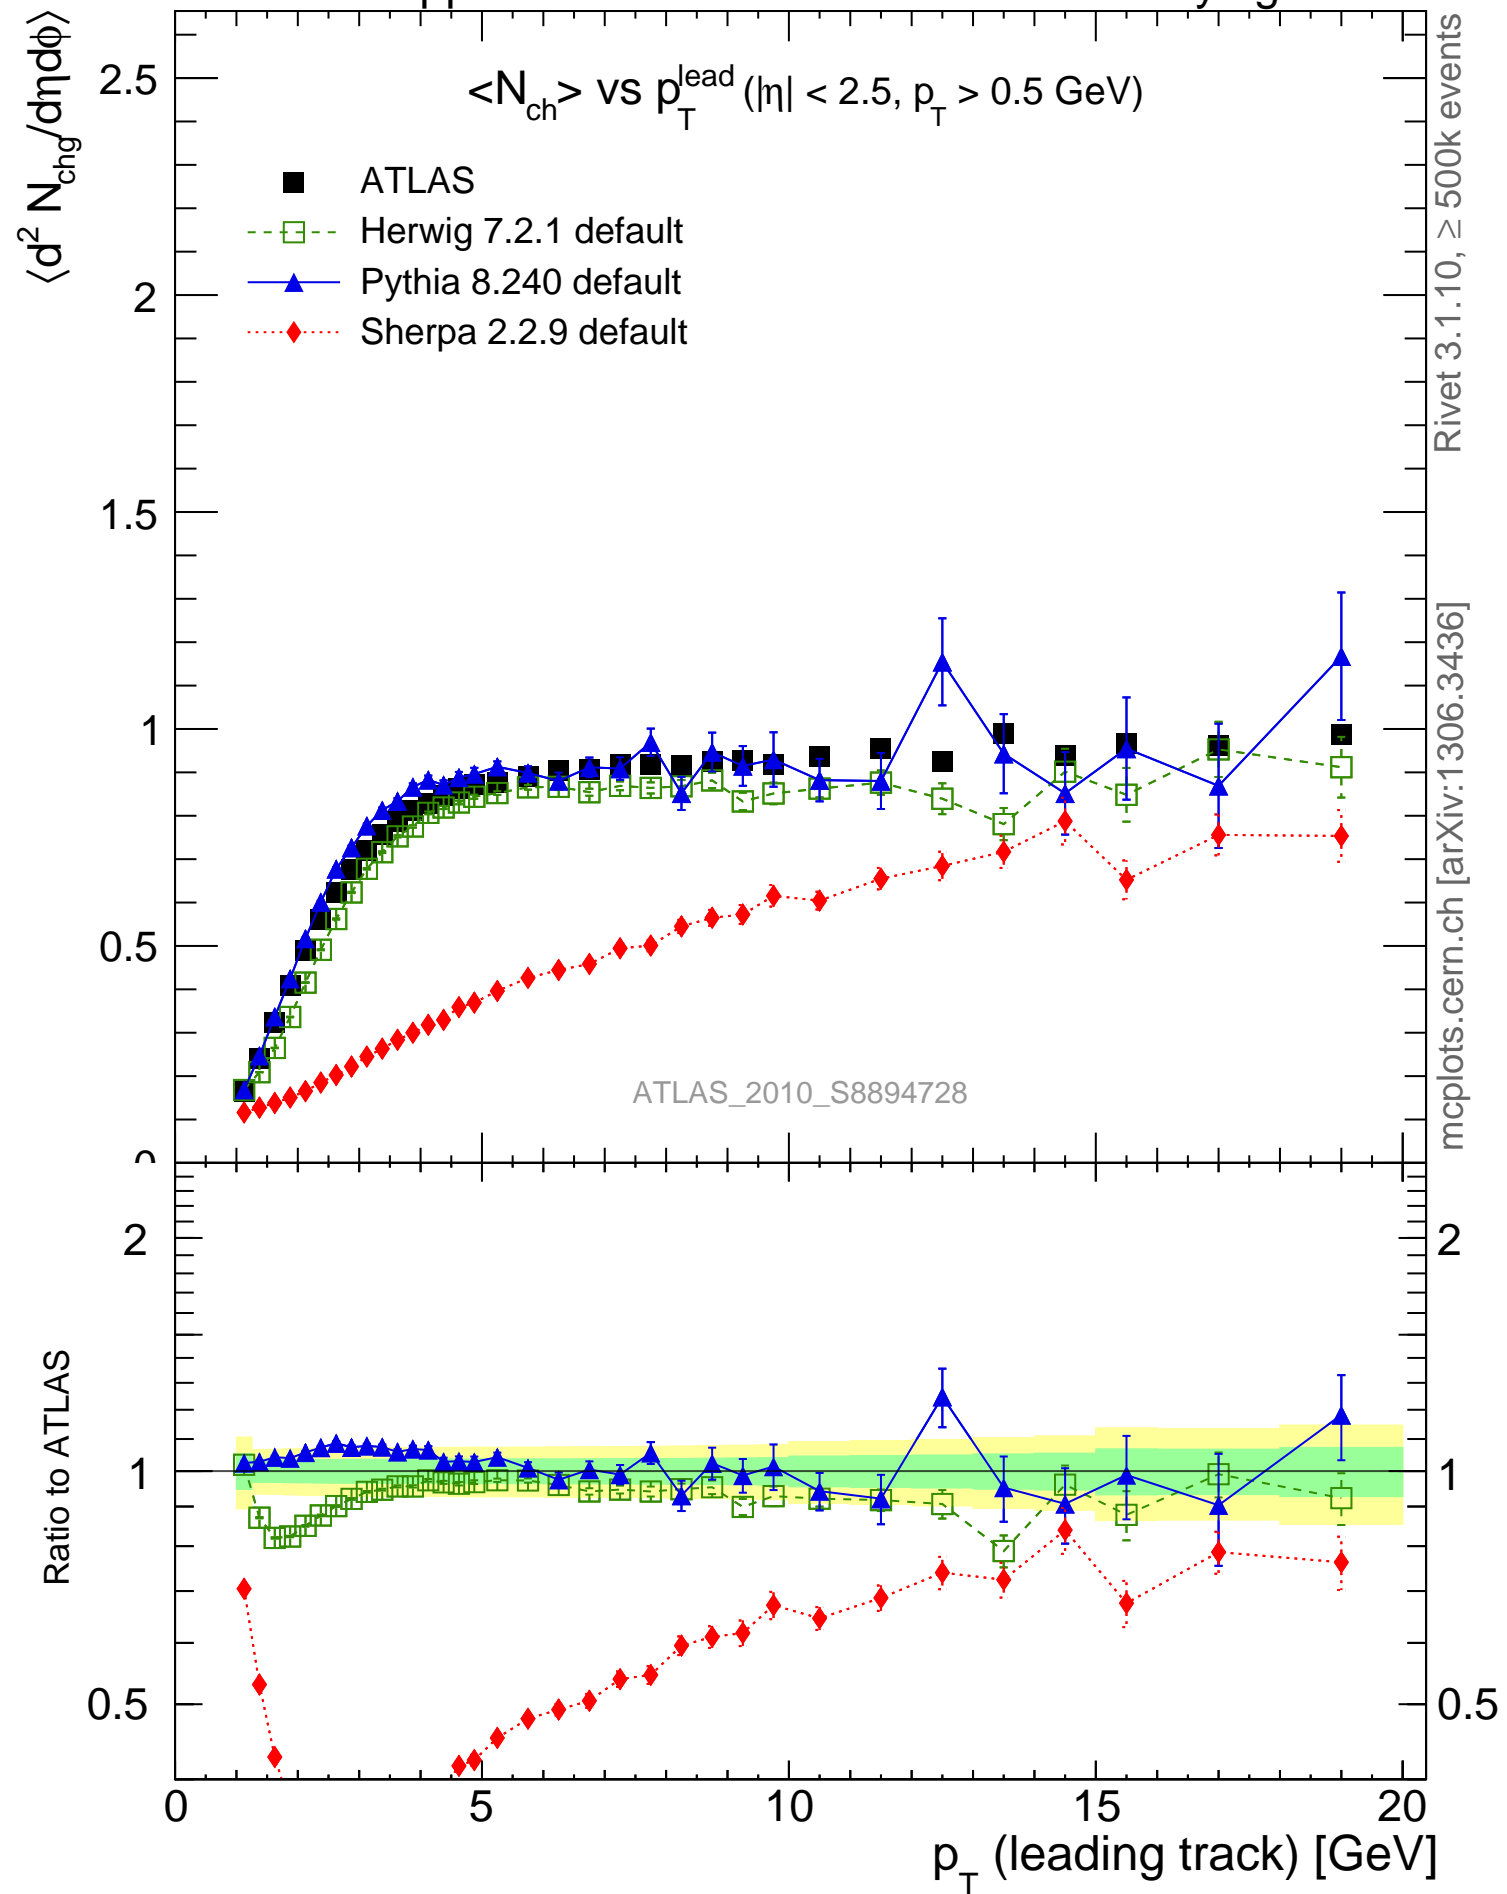 ⟨d² N_chg/dηdϕ⟩
<N_ch> vs p_T^lead (|η| < 2.5, p_T > 0.5 GeV)
ATLAS
Herwig 7.2.1 default
Pythia 8.240 default
Sherpa 2.2.9 default
2.5
2
1.5
1
0.5
0
ATLAS_2010_S8894728
Rivet 3.1.10, ≥ 500k events
mcplots.cern.ch [arXiv:1306.3436]
Ratio to ATLAS
2
1
0.5
2
1
0.5
0
5
10
15
20
p_T (leading track) [GeV]